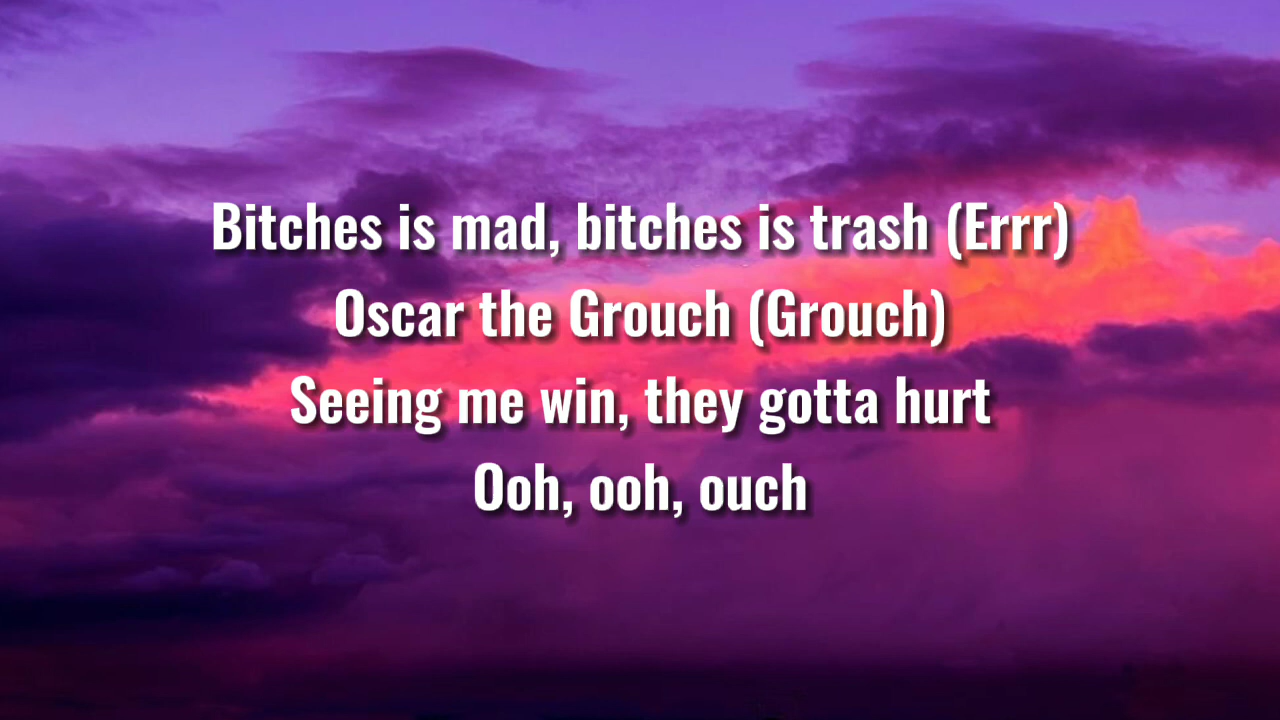 Bitches is mad, bitches is trash (Errr)
Oscar the Grouch (Grouch)
Seeing me win, they gotta hurt
Ooh, ooh, ouch